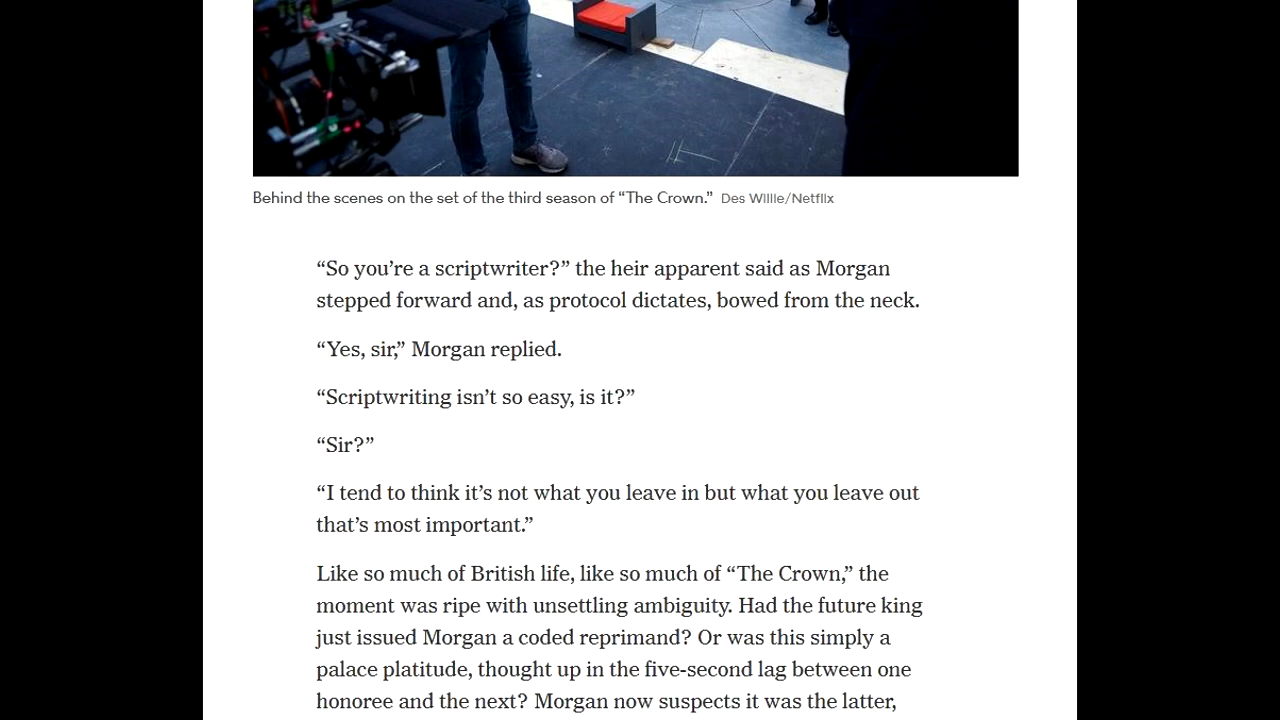 Behind the scenes on the set of the third season of “The Crown.” Des Willie/Netflix
“So you’re a scriptwriter?” the heir apparent said as Morgan
stepped forward and, as protocol dictates, bowed from the neck.
“Yes, sir,” Morgan replied.
“Scriptwriting isn’t so easy, is it?”
“Sir?”
“I tend to think it’s not what you leave in but what you leave out
that’s most important.”
Like so much of British life, like so much of “The Crown,” the
moment was ripe with unsettling ambiguity. Had the future king
just issued Morgan a coded reprimand? Or was this simply a
palace platitude, thought up in the five-second lag between one
honoree and the next? Morgan now suspects it was the latter,